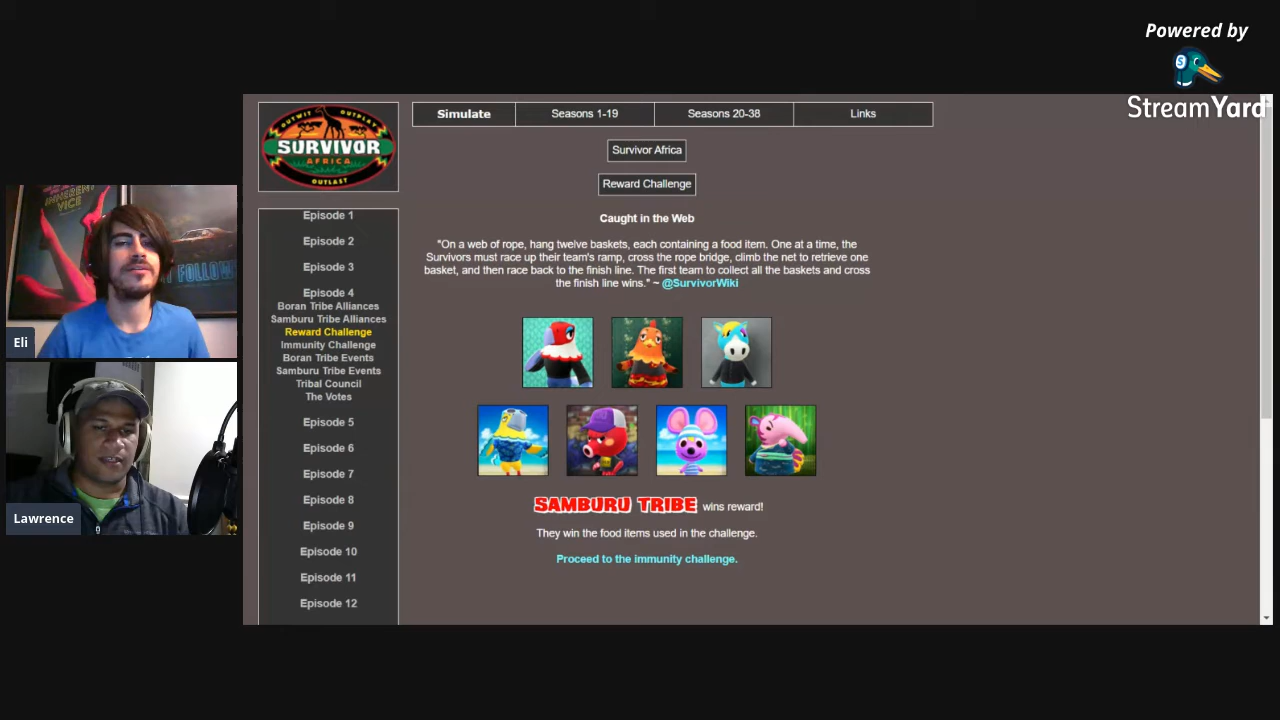 Powered by
StreamYard
OUTWIT OUTPLAY
SURVIVOR
AFRICA
OUTLAST
Simulate
Seasons 1-19
Seasons 20-38
Links
Survivor Africa
Reward Challenge
Caught in the Web
"On a web of rope, hang twelve baskets, each containing a food item. One at a time, the
Survivors must race up their team's ramp, cross the rope bridge, climb the net to retrieve one
basket, and then race back to the finish line. The first team to collect all the baskets and cross
the finish line wins." ~ @SurvivorWiki
SAMBURU TRIBE wins reward!
They win the food items used in the challenge.
Proceed to the immunity challenge.
Episode 1
Episode 2
Episode 3
Episode 4
Boran Tribe Alliances
Samburu Tribe Alliances
Reward Challenge
Immunity Challenge
Boran Tribe Events
Samburu Tribe Events
Tribal Council
The Votes
Episode 5
Episode 6
Episode 7
Episode 8
Episode 9
Episode 10
Episode 11
Episode 12
INHERENT
VICE
FOLLOWS
Eli
Lawrence